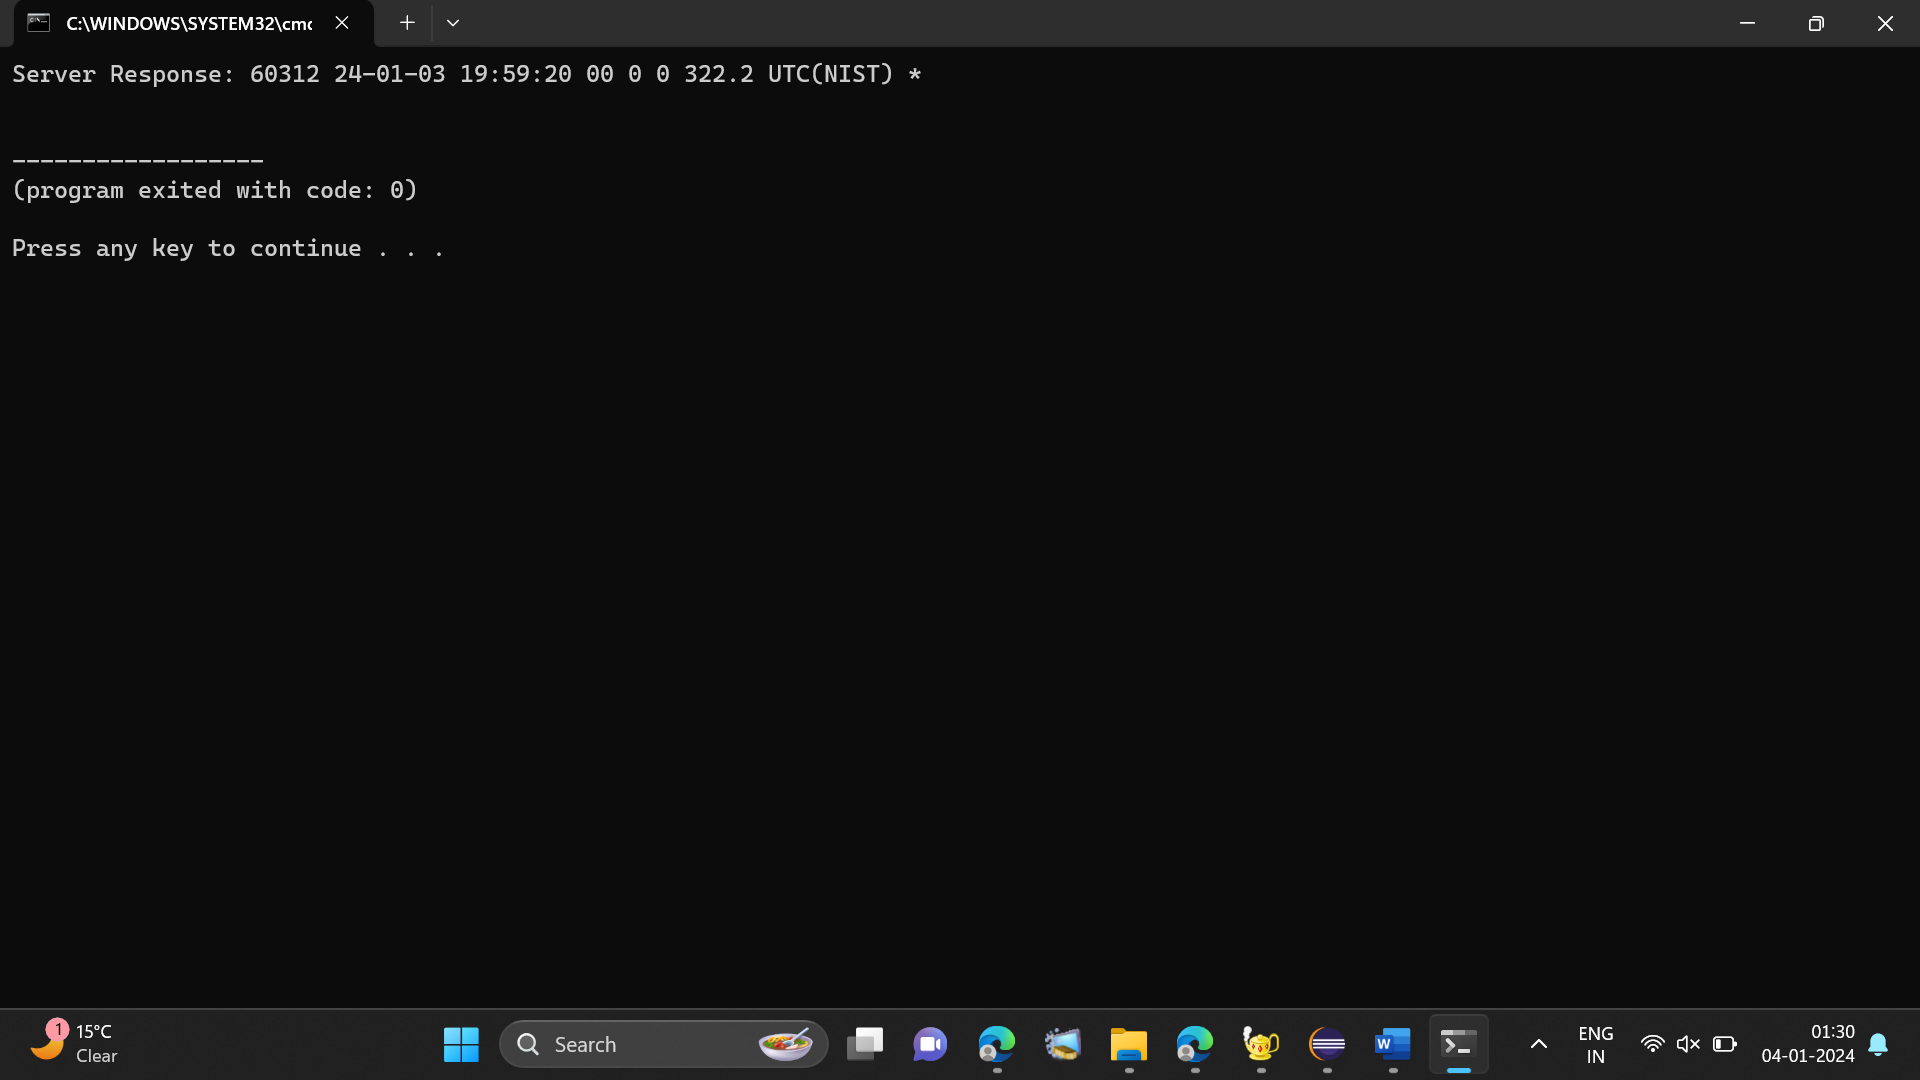 C:\WINDOWS\SYSTEM32\cmd
Server Response: 60312 24-01-03 19:59:20 00 0 0 322.2 UTC(NIST) *
------------------
(program exited with code: 0)
Press any key to continue . . .
1
15°C
Clear
Search
W
ENG
IN
01:30
04-01-2024